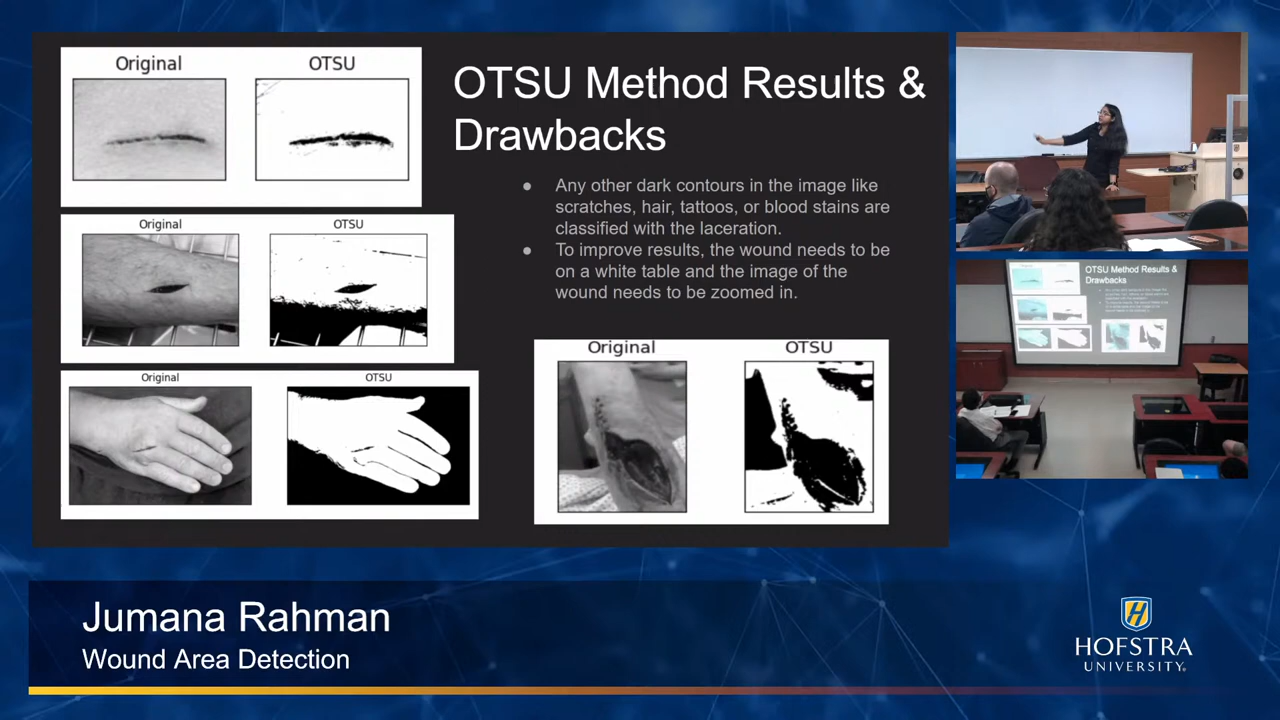 Original OTSU
OTSU Method Results &
Drawbacks
● Any other dark contours in the image like
scratches, hair, tattoos, or blood stains are
classified with the laceration.
● To improve results, the wound needs to be
on a white table and the image of the
wound needs to be zoomed in.
Original OTSU
Original OTSU
Original OTSU
OTSU Method Results &
Drawbacks
Jumana Rahman
Wound Area Detection
H
HOFSTRA
UNIVERSITY®